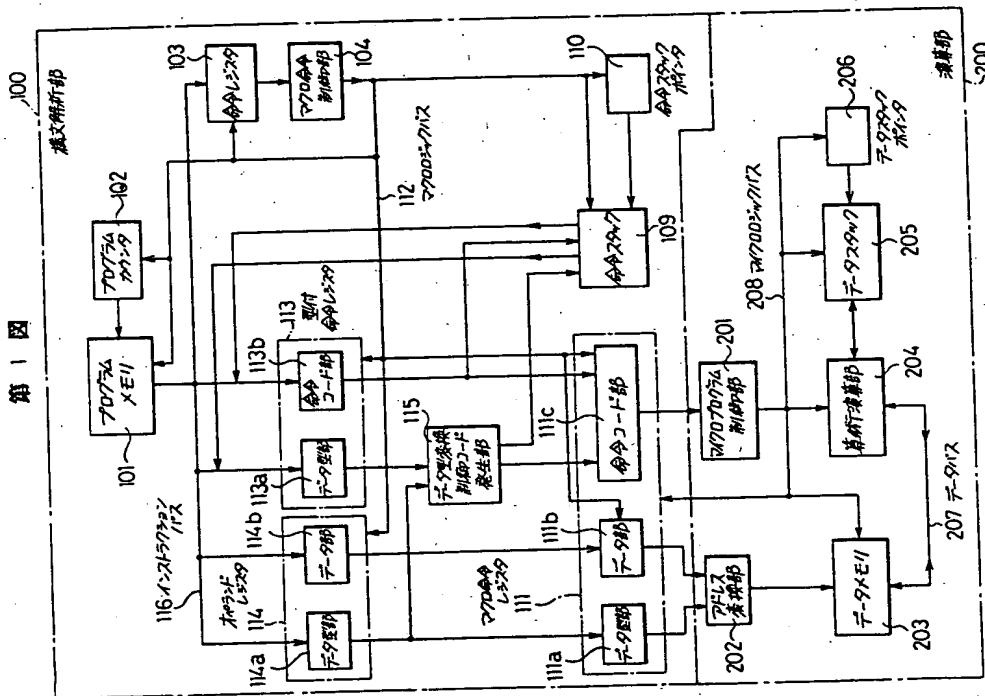 第1図
100
構文解析部
プログラム
メモリ
101
プログラム
カウンタ
102
命令レジスタ
103
マクロ命令
制御部
104
112
マクロロジックバス
110
命令スタック
ポインタ
命令スタック
109
116 インストラクション
バス
オペランド
レジスタ
114
データ型部
114a
データ部
114b
113
型付
命令レジスタ
データ型部
113a
命令
コード部
113b
データ型変換
制御コード
発生部
115
マクロ命令
レジスタ
111
データ型部
111a
データ部
111b
命令コード部
111c
演算部
200
マイクロプログラム
制御部
201
アドレス
変換部
202
データメモリ
203
算術演算部
204
データスタック
205
206
データスタック
ポインタ
207 データバス
208 マイクロロジックバス